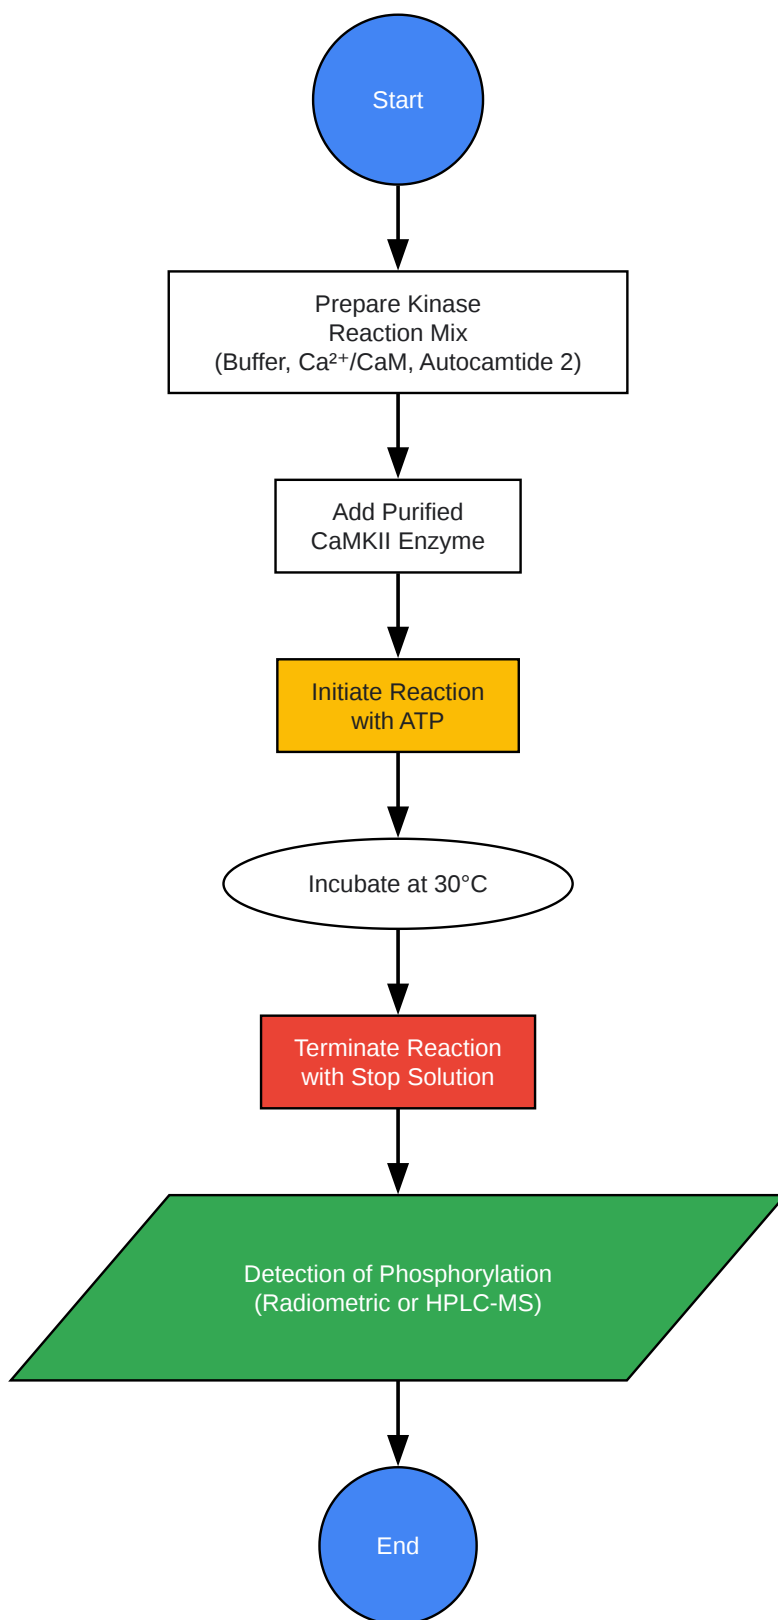 Start
Prepare Kinase
Reaction Mix
(Buffer, Ca²⁺/CaM, Autocamtide 2)
Add Purified
CaMKII Enzyme
Initiate Reaction
with ATP
Incubate at 30°C
Terminate Reaction
with Stop Solution
Detection of Phosphorylation
(Radiometric or HPLC-MS)
End